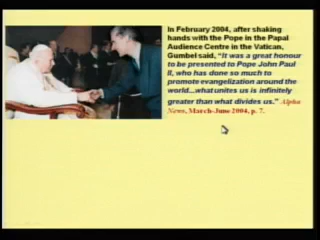 In February 2004, after shaking
hands with the Pope in the Papal
Audience Centre in the Vatican,
Gumbel said, "It was a great honour
to be presented to Pope John Paul
II, who has done so much to
promote evangelization around the
world...what unites us is infinitely
greater than what divides us." Alpha
News, March-June 2004, p. 7.